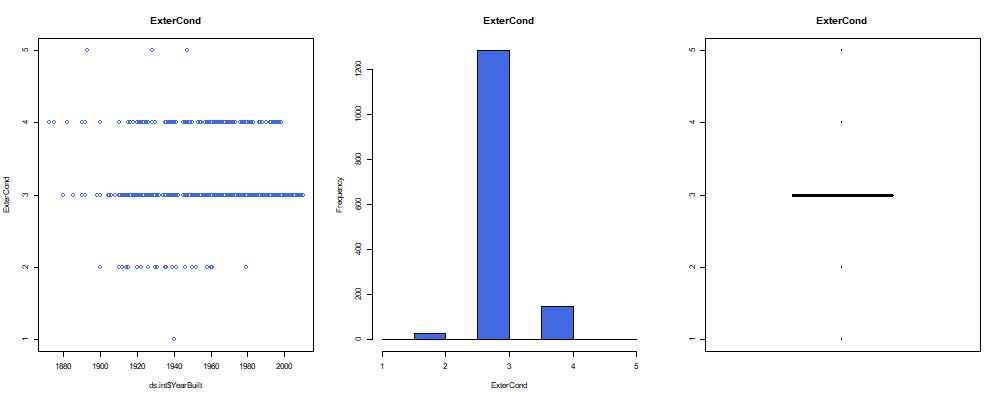 ExterCond
ExterCond
1 2 3 4 5
1880 1900 1920 1940 1960 1980 2000
ds.int$YearBuilt
ExterCond
Frequency
0 200 400 600 800 1000 1200
1 2 3 4 5
ExterCond
ExterCond
1 2 3 4 5